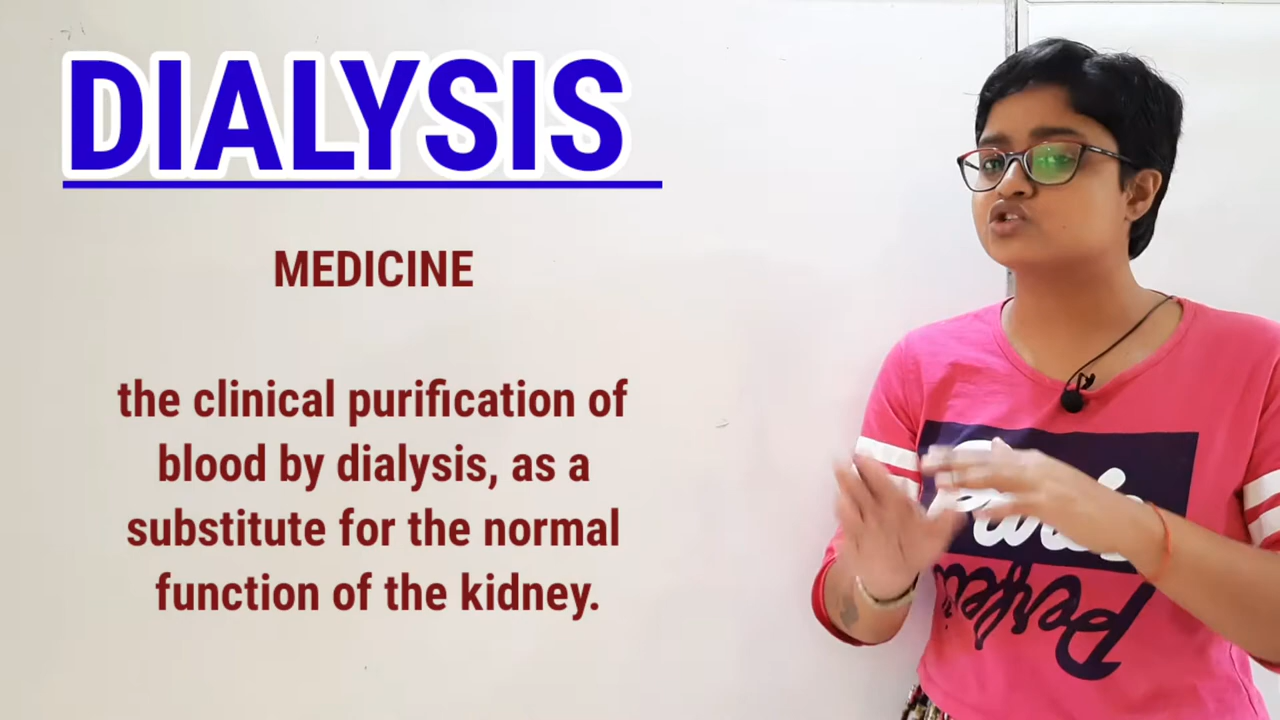 DIALYSIS
MEDICINE
the clinical purification of
blood by dialysis, as a
substitute for the normal
function of the kidney.